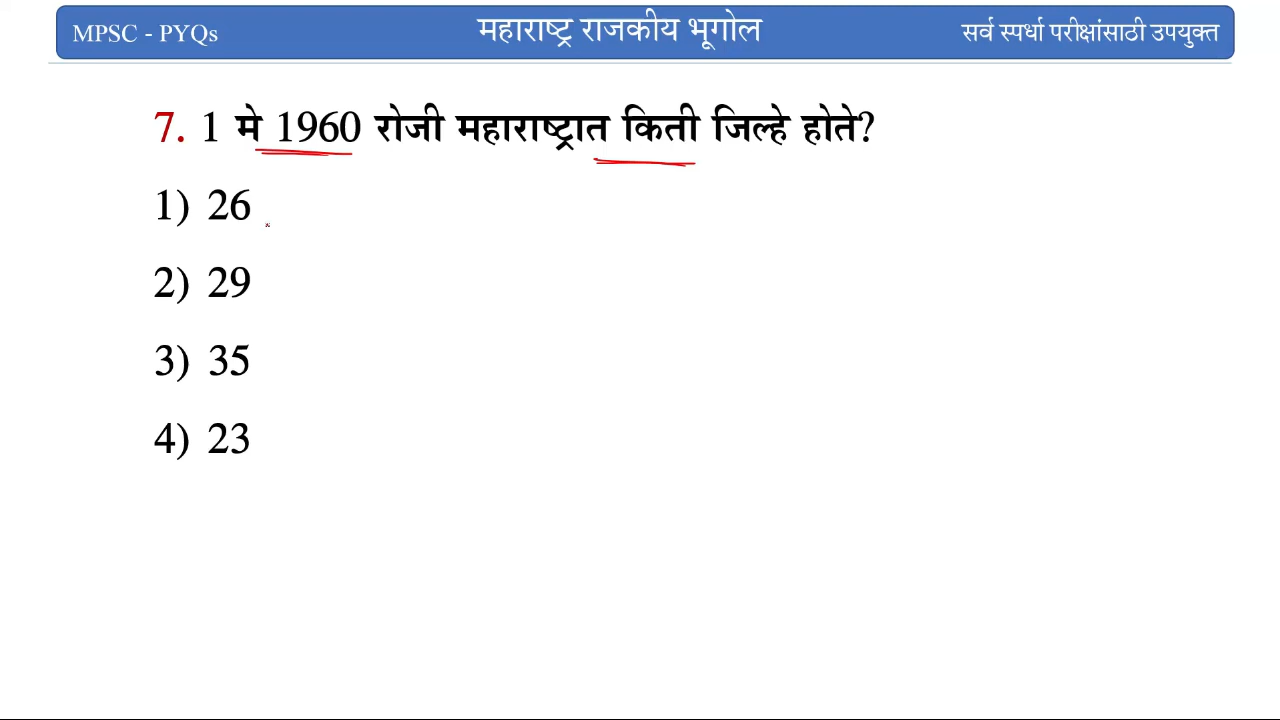 MPSC - PYQs महाराष्ट्र राजकीय भूगोल सर्व स्पर्धा परीक्षांसाठी उपयुक्त
7. 1 मे 1960 रोजी महाराष्ट्रात किती जिल्हे होते?
1) 26
2) 29
3) 35
4) 23